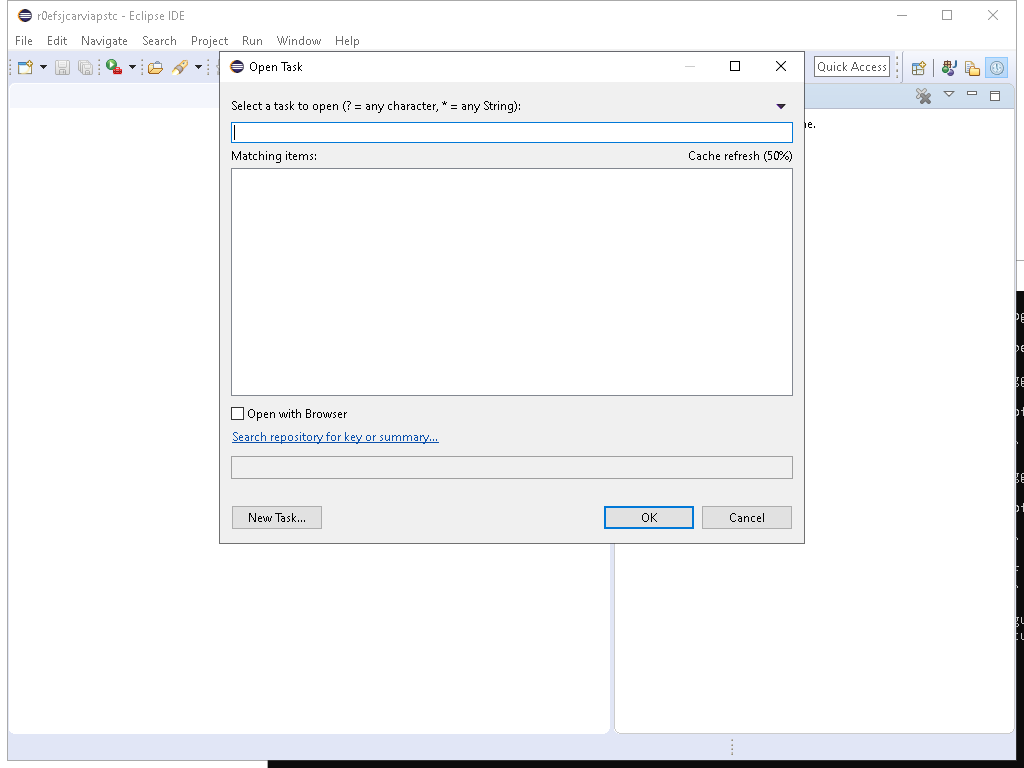 r0efsjcarviapstc - Eclipse IDE
File Edit Navigate Search Project Run Window Help
Open Task
Quick Access
Select a task to open (? = any character, * = any String):
Matching items:
Cache refresh (50%)
Open with Browser
Search repository for key or summary...
New Task...
OK
Cancel